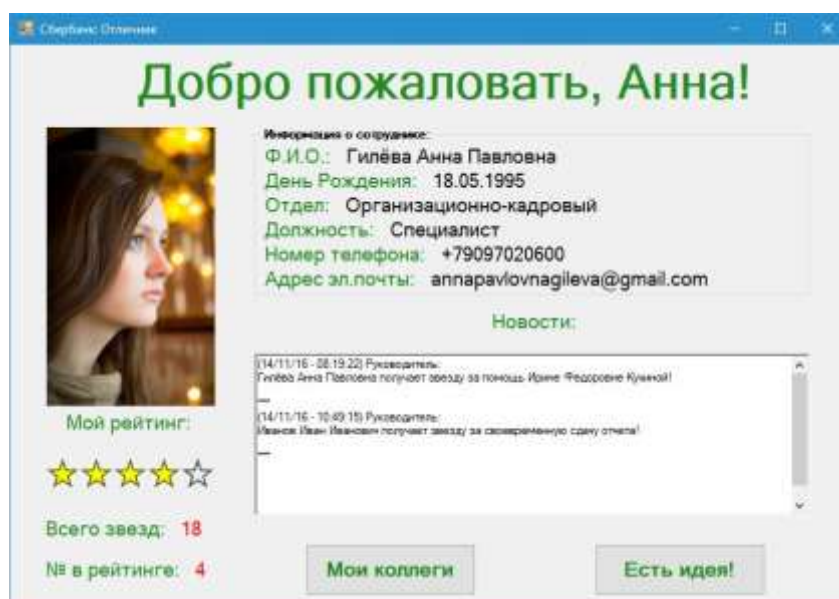 Сбербанк: Отличник
Добро пожаловать, Анна!
Информация о сотруднике:
Ф.И.О.: Гилёва Анна Павловна
День Рождения: 18.05.1995
Отдел: Организационно-кадровый
Должность: Специалист
Номер телефона: +79097020600
Адрес эл.почты: annapavlovnagileva@gmail.com
Новости:
(14/11/16 - 08:19:22) Руководитель:
Гилёва Анна Павловна получает звезду за помощь Ирине Федоровне Куминой!
---
(14/11/16 - 10:49:15) Руководитель:
Иванов Иван Иванович получает звезду за своевременную сдачу отчета!
---
Мой рейтинг:
Всего звезд: 18
№ в рейтинге: 4
Мои коллеги
Есть идея!